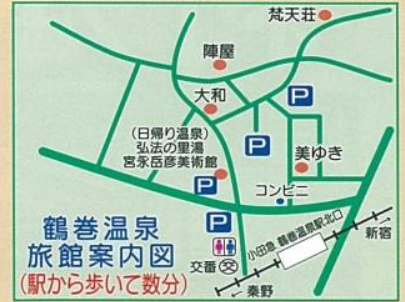 梵天荘
陣屋
大和
P
P
(日帰り温泉)
弘法の里湯
宮永岳彦美術館
美ゆき
P
コンビニ
鶴巻温泉
旅館案内図
(駅から歩いて数分)
交番
小田急 鶴巻温泉駅北口
新宿
秦野